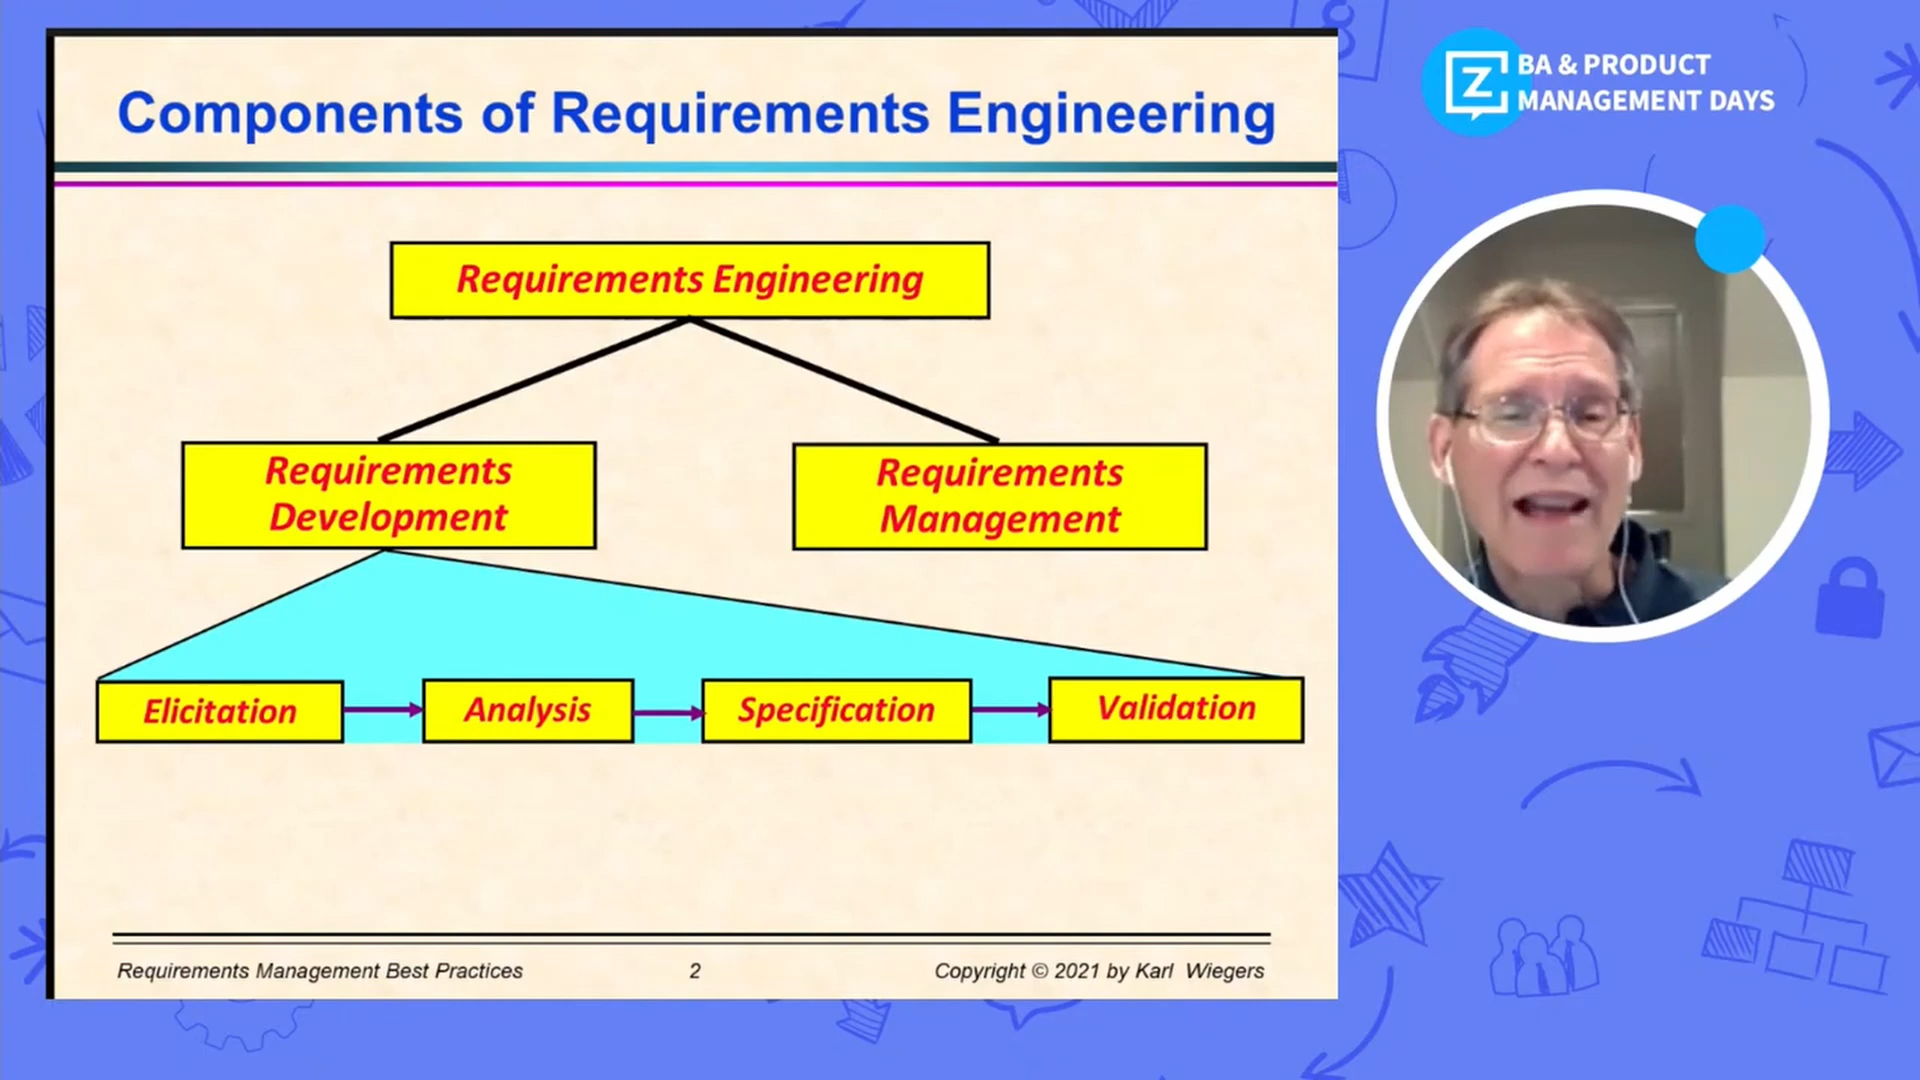 Components of Requirements Engineering
Requirements Engineering
Requirements
Development
Requirements
Management
Elicitation
Analysis
Specification
Validation
Requirements Management Best Practices
2
Copyright © 2021 by Karl Wiegers
Z
BA & PRODUCT
MANAGEMENT DAYS